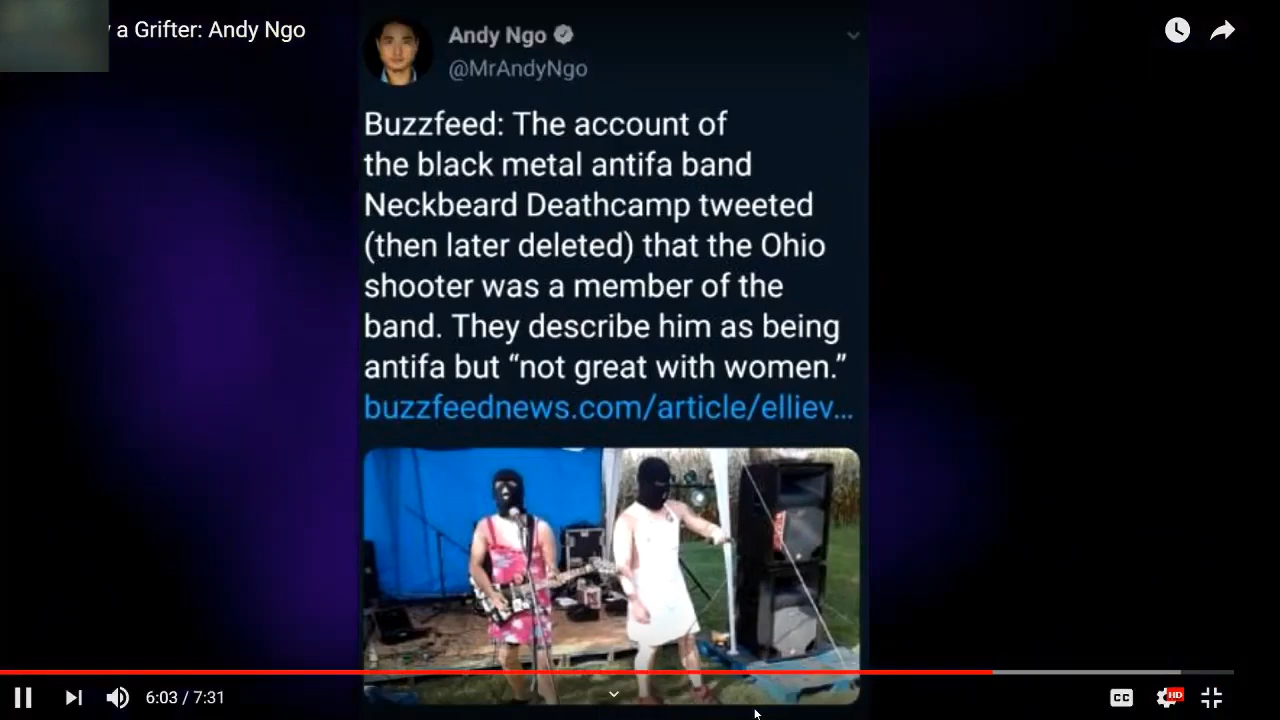 a Grifter: Andy Ngo
Andy Ngo
@MrAndyNgo
Buzzfeed: The account of
the black metal antifa band
Neckbeard Deathcamp tweeted
(then later deleted) that the Ohio
shooter was a member of the
band. They describe him as being
antifa but “not great with women.”
buzzfeednews.com/article/elliev...
6:03 / 7:31
CC
HD